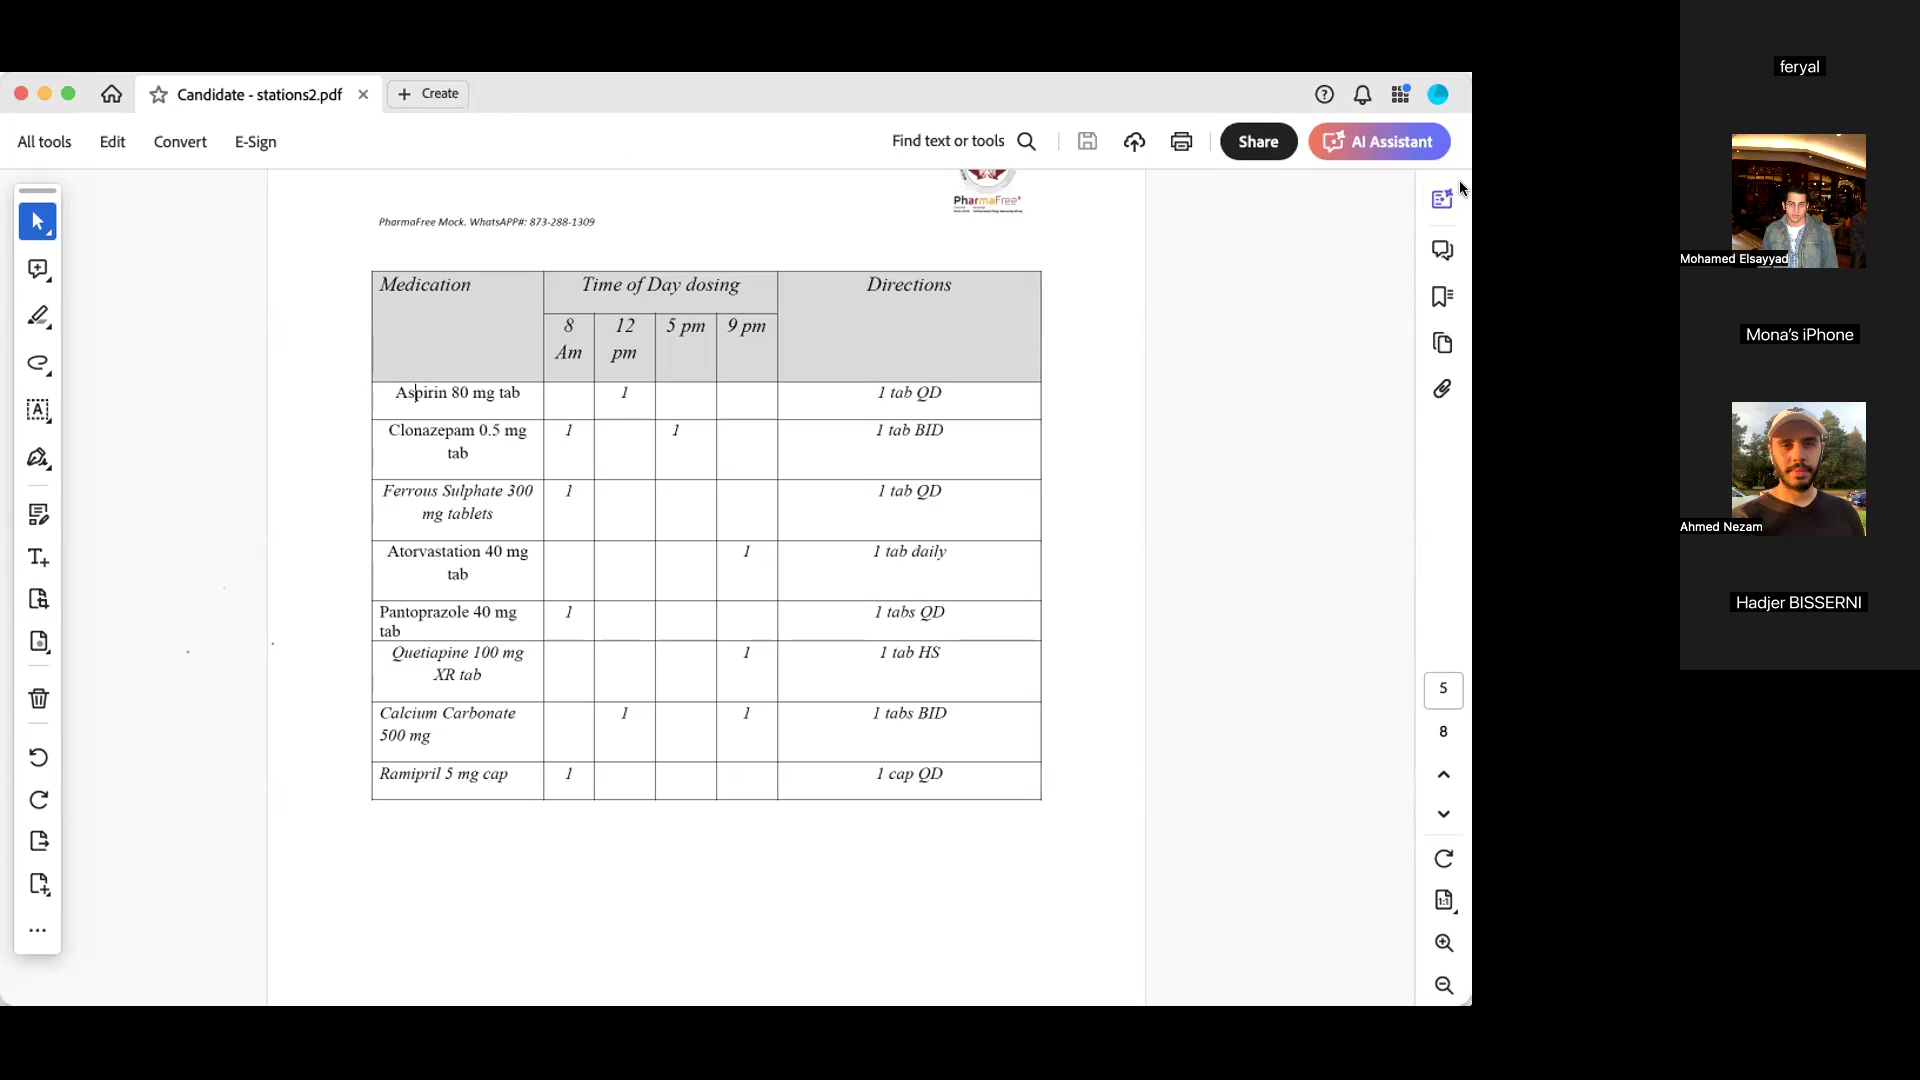 feryal
Candidate - stations2.pdf
Create
All tools
Edit
Convert
E-Sign
Find text or tools
Share
AI Assistant
PharmaFree
PharmaFree Mock. WhatsAPP#: 873-288-1309
Medication
Time of Day dosing
Directions
8 Am
12 pm
5 pm
9 pm
Aspirin 80 mg tab 1 1 tab QD
Clonazepam 0.5 mg 1 1 1 tab BID
tab
Ferrous Sulphate 300 1 1 tab QD
mg tablets
Atorvastation 40 mg 1 1 tab daily
tab
Pantoprazole 40 mg 1 1 tabs QD
tab
Quetiapine 100 mg 1 1 tab HS
XR tab
Calcium Carbonate 1 1 1 tabs BID
500 mg
Ramipril 5 mg cap 1 1 cap QD
5
8
1:1
Mohamed Elsayyad
Mona's iPhone
Ahmed Nezam
Hadjer BISSERNI